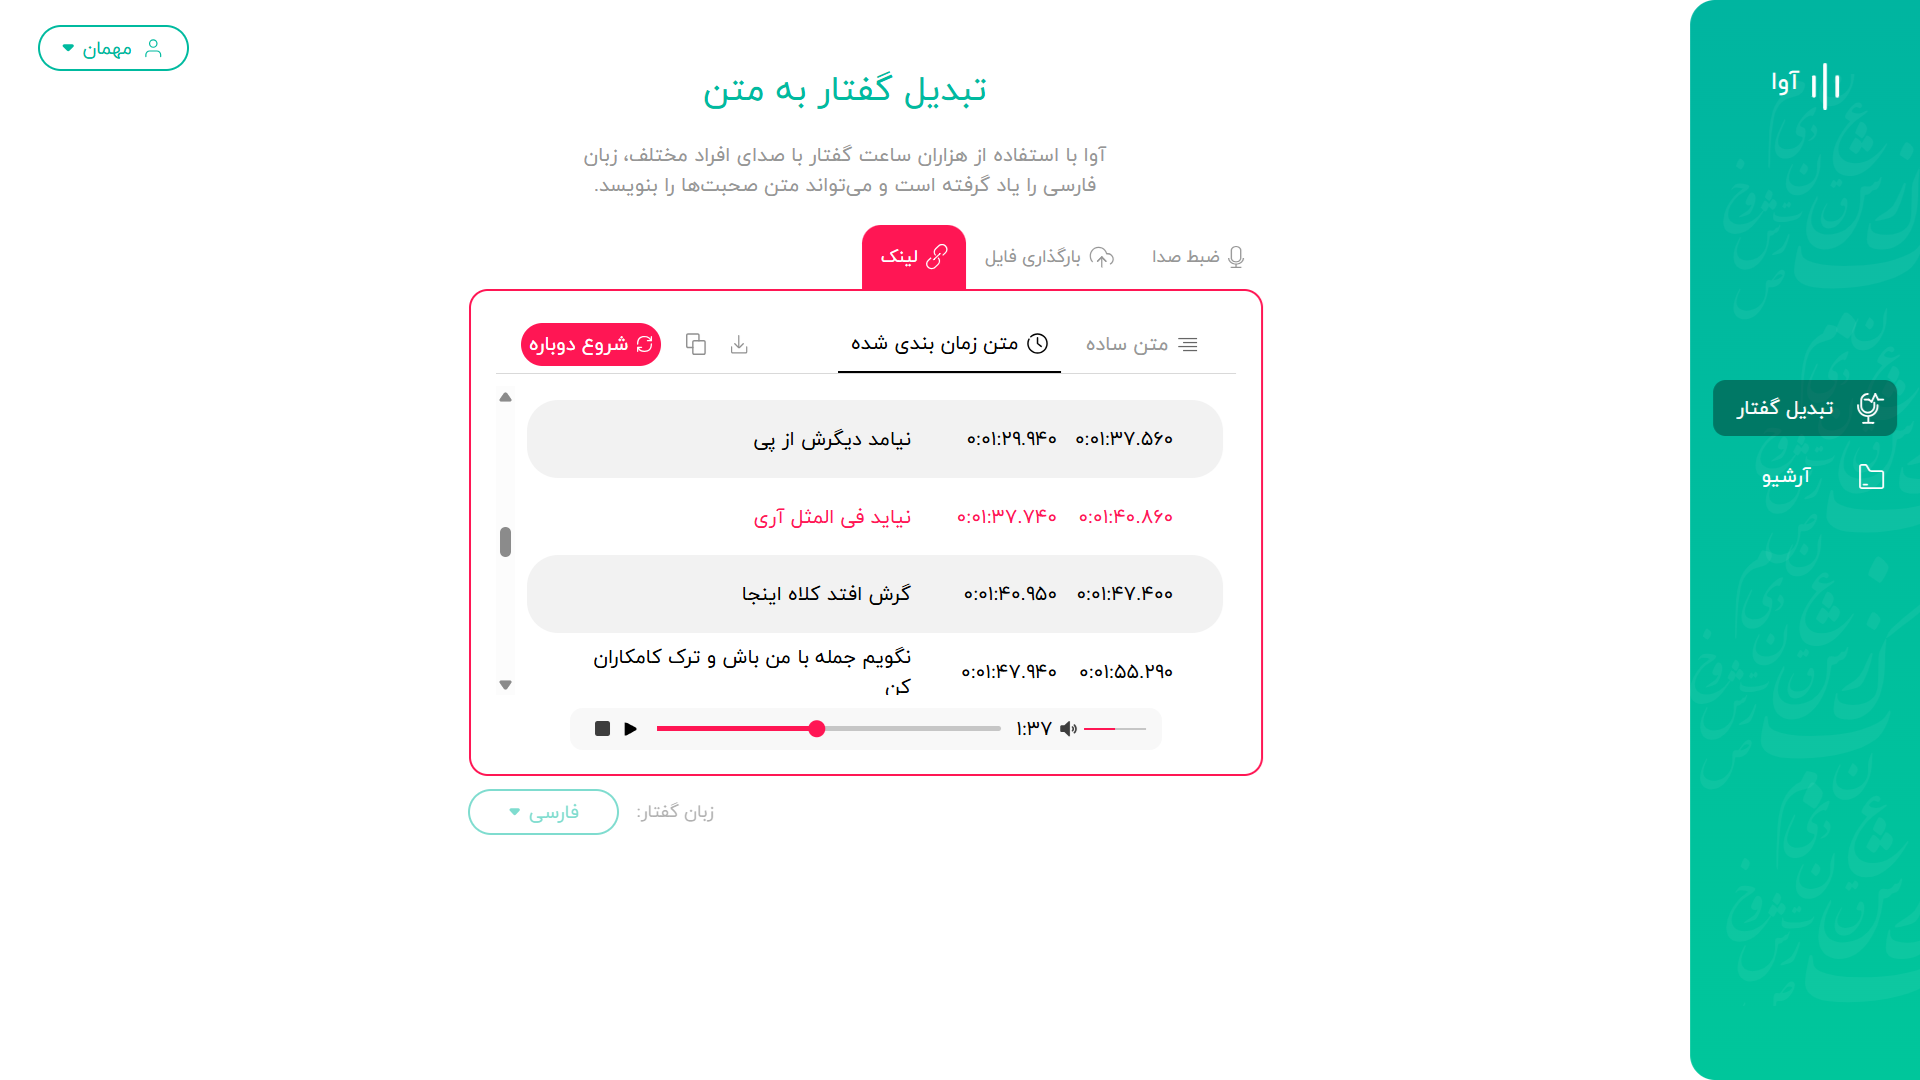 مهمان
آوا
تبدیل گفتار به متن
آوا با استفاده از هزاران ساعت گفتار با صدای افراد مختلف، زبان
فارسی را یاد گرفته است و می‌تواند متن صحبت‌ها را بنویسد.
ضبط صدا
بارگذاری فایل
لینک
متن ساده
متن زمان بندی شده
شروع دوباره
۰:۰۱:۳۷.۵۶۰ ۰:۰۱:۲۹.۹۴۰ نیامد دیگرش از پی
۰:۰۱:۴۰.۸۶۰ ۰:۰۱:۳۷.۷۴۰ نیاید فی المثل آری
۰:۰۱:۴۷.۴۰۰ ۰:۰۱:۴۰.۹۵۰ گرش افتد کلاه اینجا
۰:۰۱:۵۵.۲۹۰ ۰:۰۱:۴۷.۹۴۰ نگویم جمله با من باش و ترک کامکاران
کن
۱:۳۷
زبان گفتار:
فارسی
تبدیل گفتار
آرشیو